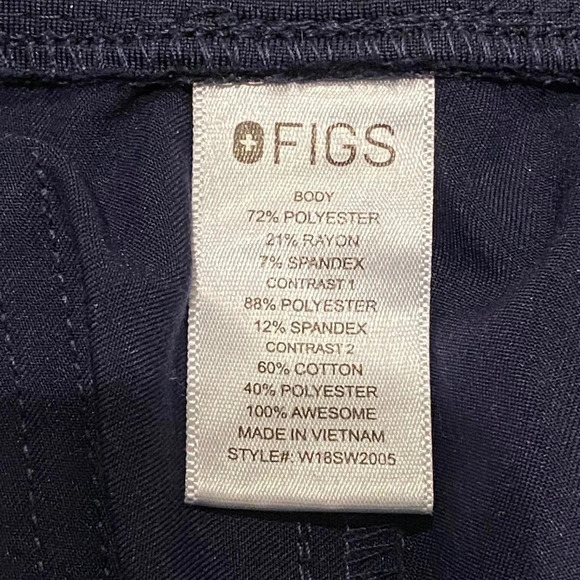 FIGS
BODY
72% POLYESTER
21% RAYON
7% SPANDEX
CONTRAST 1
88% POLYESTER
12% SPANDEX
CONTRAST 2
60% COTTON
40% POLYESTER
100% AWESOME
MADE IN VIETNAM
STYLE#: W18SW2005